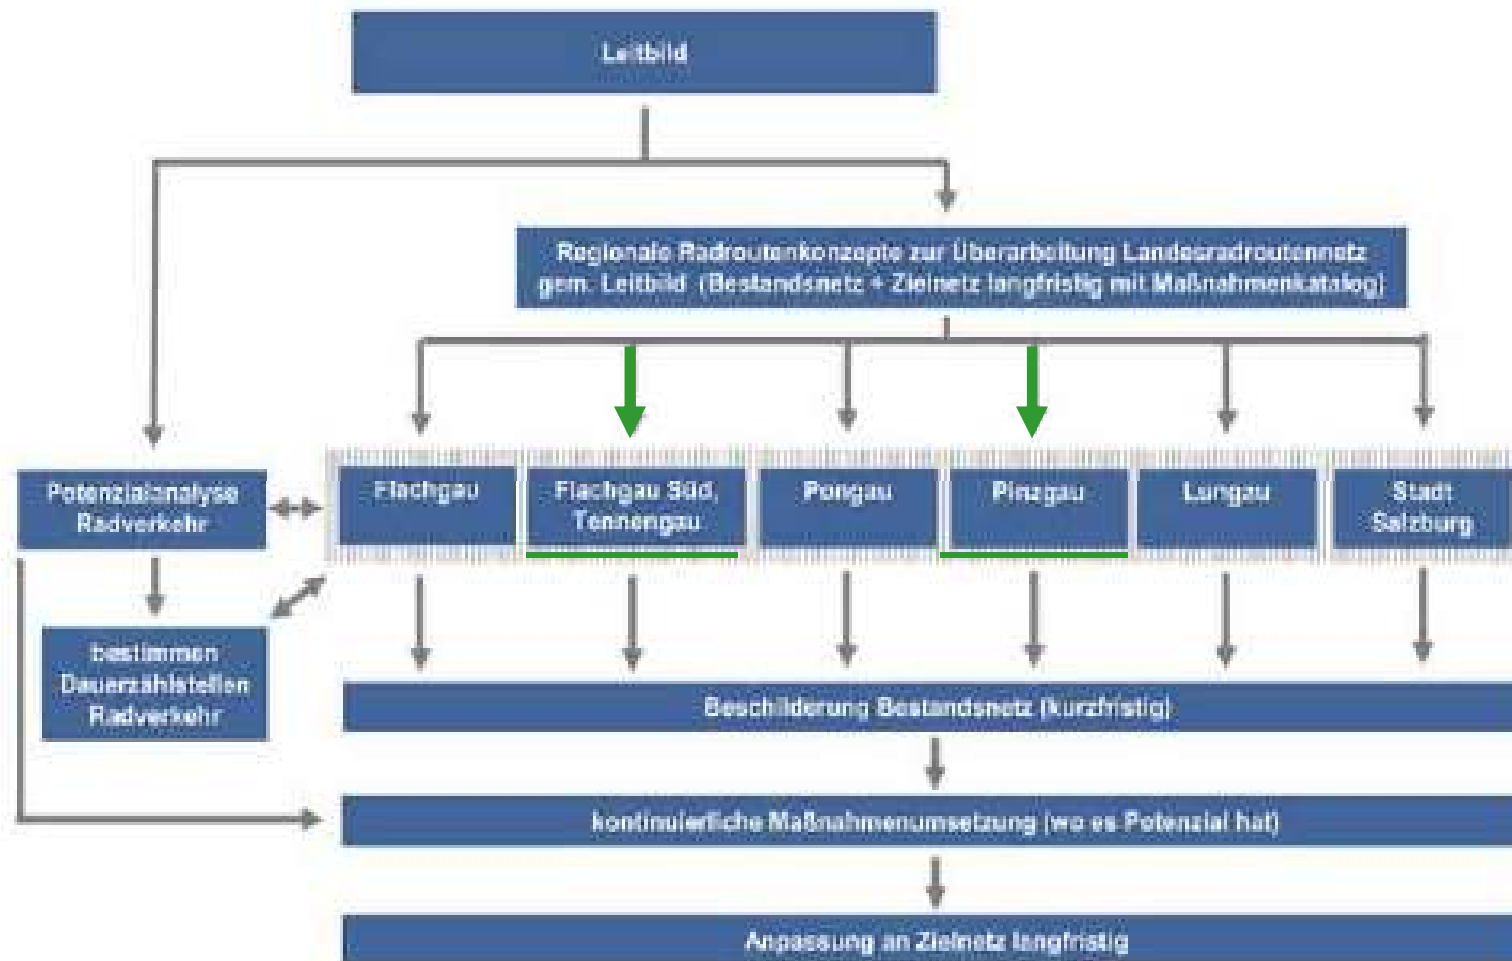 Leitbild
Regionale Radroutenkonzepte zur Überarbeitung Landesradroutennetz
gem. Leitbild (Bestandsnetz + Zielnetz langfristig mit Maßnahmenkatalog)
Potenzialanalyse
Radverkehr
Flachgau
Flachgau Süd,
Tennengau
Pongau
Pinzgau
Lungau
Stadt
Salzburg
bestimmen
Dauerzählstellen
Radverkehr
Beschilderung Bestandsnetz (kurzfristig)
kontinuierliche Maßnahmenumsetzung (wo es Potenzial hat)
Anpassung an Zielnetz langfristig